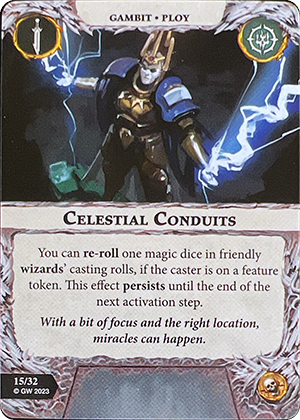 GAMBIT • PLOY
CELESTIAL CONDUITS
You can re-roll one magic dice in friendly
wizards' casting rolls, if the caster is on a feature
token. This effect persists until the end of the
next activation step.
With a bit of focus and the right location,
miracles can happen.
15/32
© GW 2023